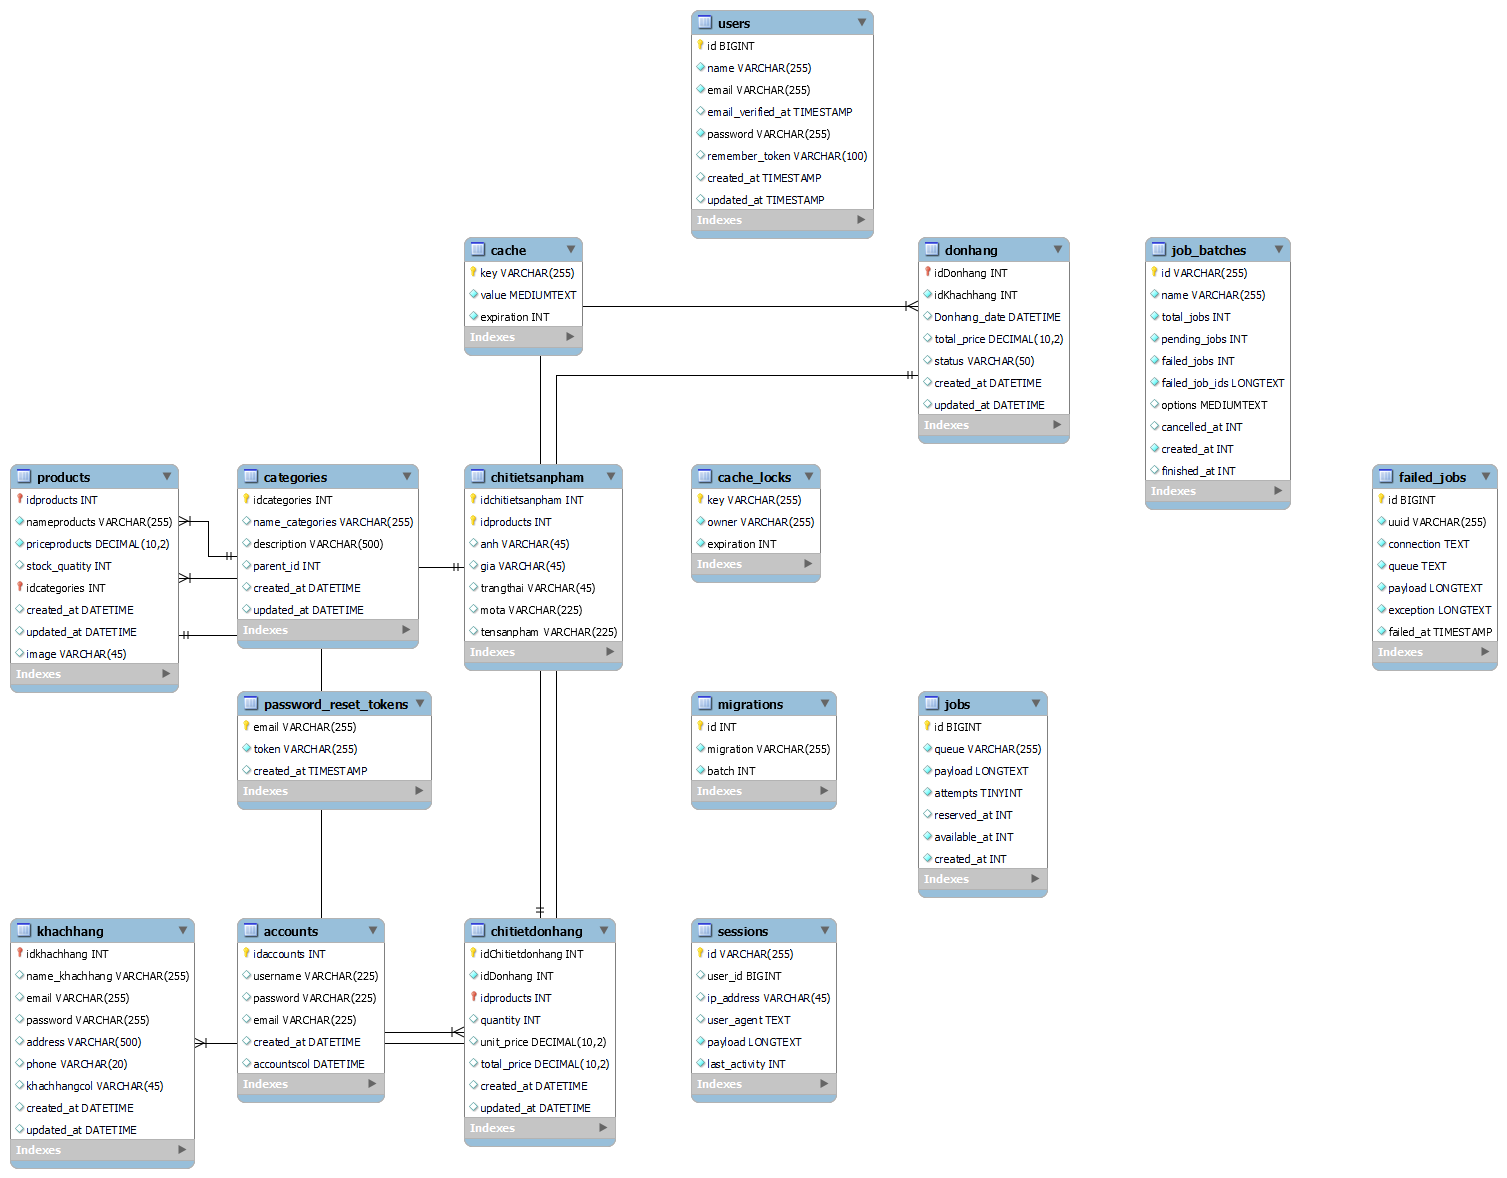 users
id BIGINT
name VARCHAR(255)
email VARCHAR(255)
email_verified_at TIMESTAMP
password VARCHAR(255)
remember_token VARCHAR(100)
created_at TIMESTAMP
updated_at TIMESTAMP
Indexes
cache
key VARCHAR(255)
value MEDIUMTEXT
expiration INT
Indexes
donhang
idDonhang INT
idKhachhang INT
Donhang_date DATETIME
total_price DECIMAL(10,2)
status VARCHAR(50)
created_at DATETIME
updated_at DATETIME
Indexes
job_batches
id VARCHAR(255)
name VARCHAR(255)
total_jobs INT
pending_jobs INT
failed_jobs INT
failed_job_ids LONGTEXT
options MEDIUMTEXT
cancelled_at INT
created_at INT
finished_at INT
Indexes
products
idproducts INT
nameproducts VARCHAR(255)
priceproducts DECIMAL(10,2)
stock_quatity INT
idcategories INT
created_at DATETIME
updated_at DATETIME
image VARCHAR(45)
Indexes
categories
idcategories INT
name_categories VARCHAR(255)
description VARCHAR(500)
parent_id INT
created_at DATETIME
updated_at DATETIME
Indexes
chitietsanpham
idchitietsanpham INT
idproducts INT
anh VARCHAR(45)
gia VARCHAR(45)
trangthai VARCHAR(45)
mota VARCHAR(225)
tensanpham VARCHAR(225)
Indexes
cache_locks
key VARCHAR(255)
owner VARCHAR(255)
expiration INT
Indexes
failed_jobs
id BIGINT
uuid VARCHAR(255)
connection TEXT
queue TEXT
payload LONGTEXT
exception LONGTEXT
failed_at TIMESTAMP
Indexes
password_reset_tokens
email VARCHAR(255)
token VARCHAR(255)
created_at TIMESTAMP
Indexes
migrations
id INT
migration VARCHAR(255)
batch INT
Indexes
jobs
id BIGINT
queue VARCHAR(255)
payload LONGTEXT
attempts TINYINT
reserved_at INT
available_at INT
created_at INT
Indexes
khachhang
idkhachhang INT
name_khachhang VARCHAR(255)
email VARCHAR(255)
password VARCHAR(255)
address VARCHAR(500)
phone VARCHAR(20)
khachhangcol VARCHAR(45)
created_at DATETIME
updated_at DATETIME
Indexes
accounts
idaccounts INT
username VARCHAR(225)
password VARCHAR(225)
email VARCHAR(225)
created_at DATETIME
accountscol DATETIME
Indexes
chitietdonhang
idChitietdonhang INT
idDonhang INT
idproducts INT
quantity INT
unit_price DECIMAL(10,2)
total_price DECIMAL(10,2)
created_at DATETIME
updated_at DATETIME
Indexes
sessions
id VARCHAR(255)
user_id BIGINT
ip_address VARCHAR(45)
user_agent TEXT
payload LONGTEXT
last_activity INT
Indexes